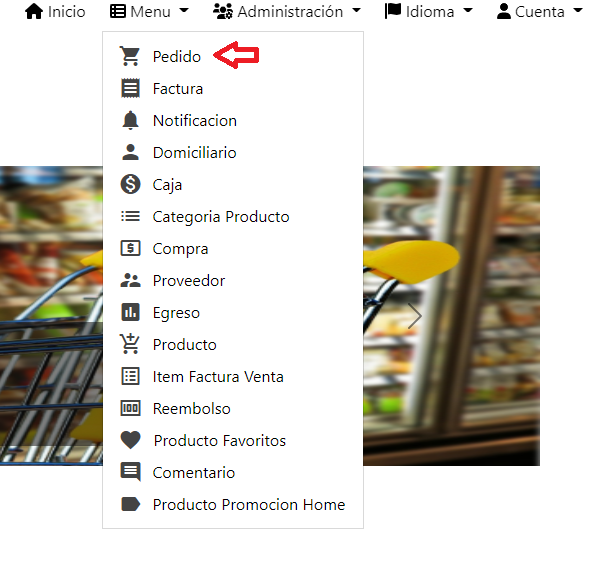 Inicio Menu Administración Idioma Cuenta
Pedido
Factura
Notificacion
Domiciliario
Caja
Categoria Producto
Compra
Proveedor
Egreso
Producto
Item Factura Venta
Reembolso
Producto Favoritos
Comentario
Producto Promocion Home